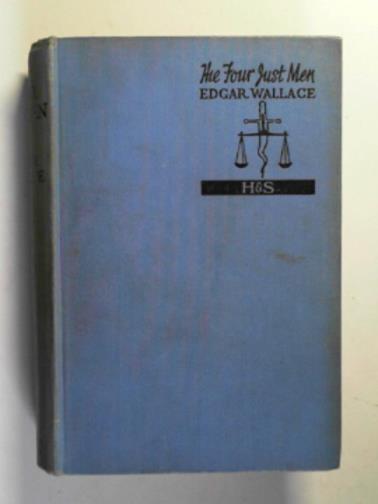 The Four Just Men
EDGAR WALLACE
H&S